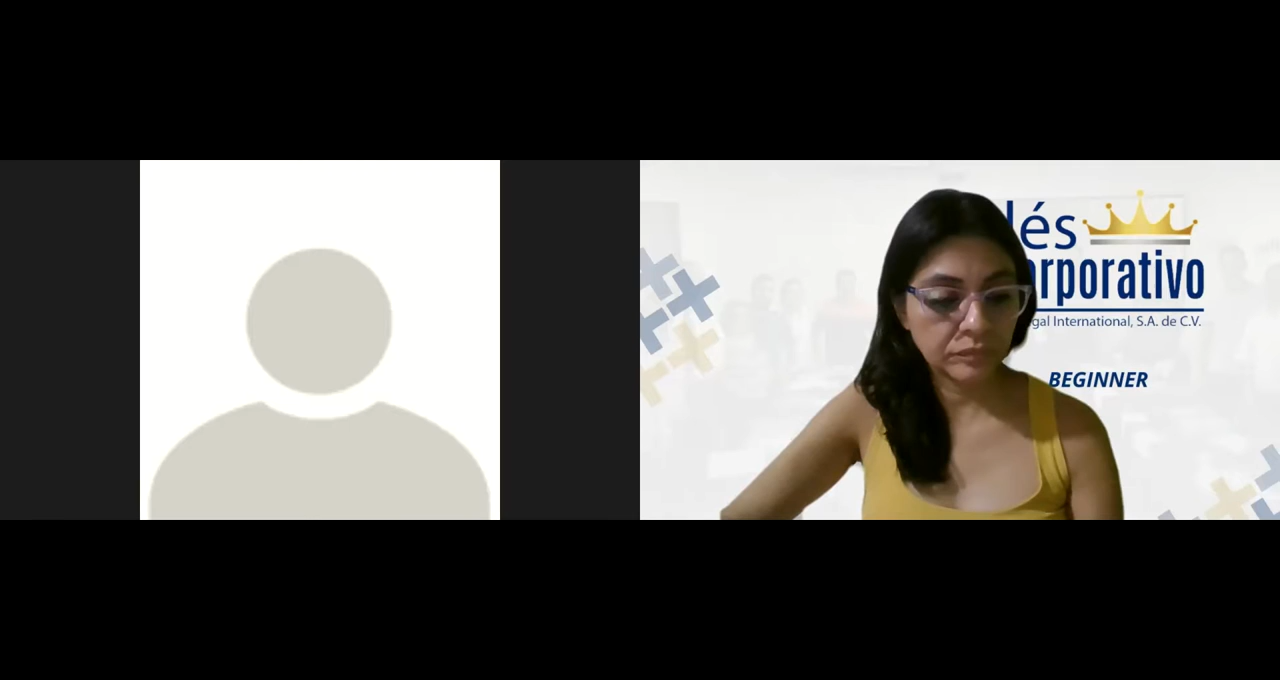 lés
rporativo
gal International, S.A. de C.V.
BEGINNER